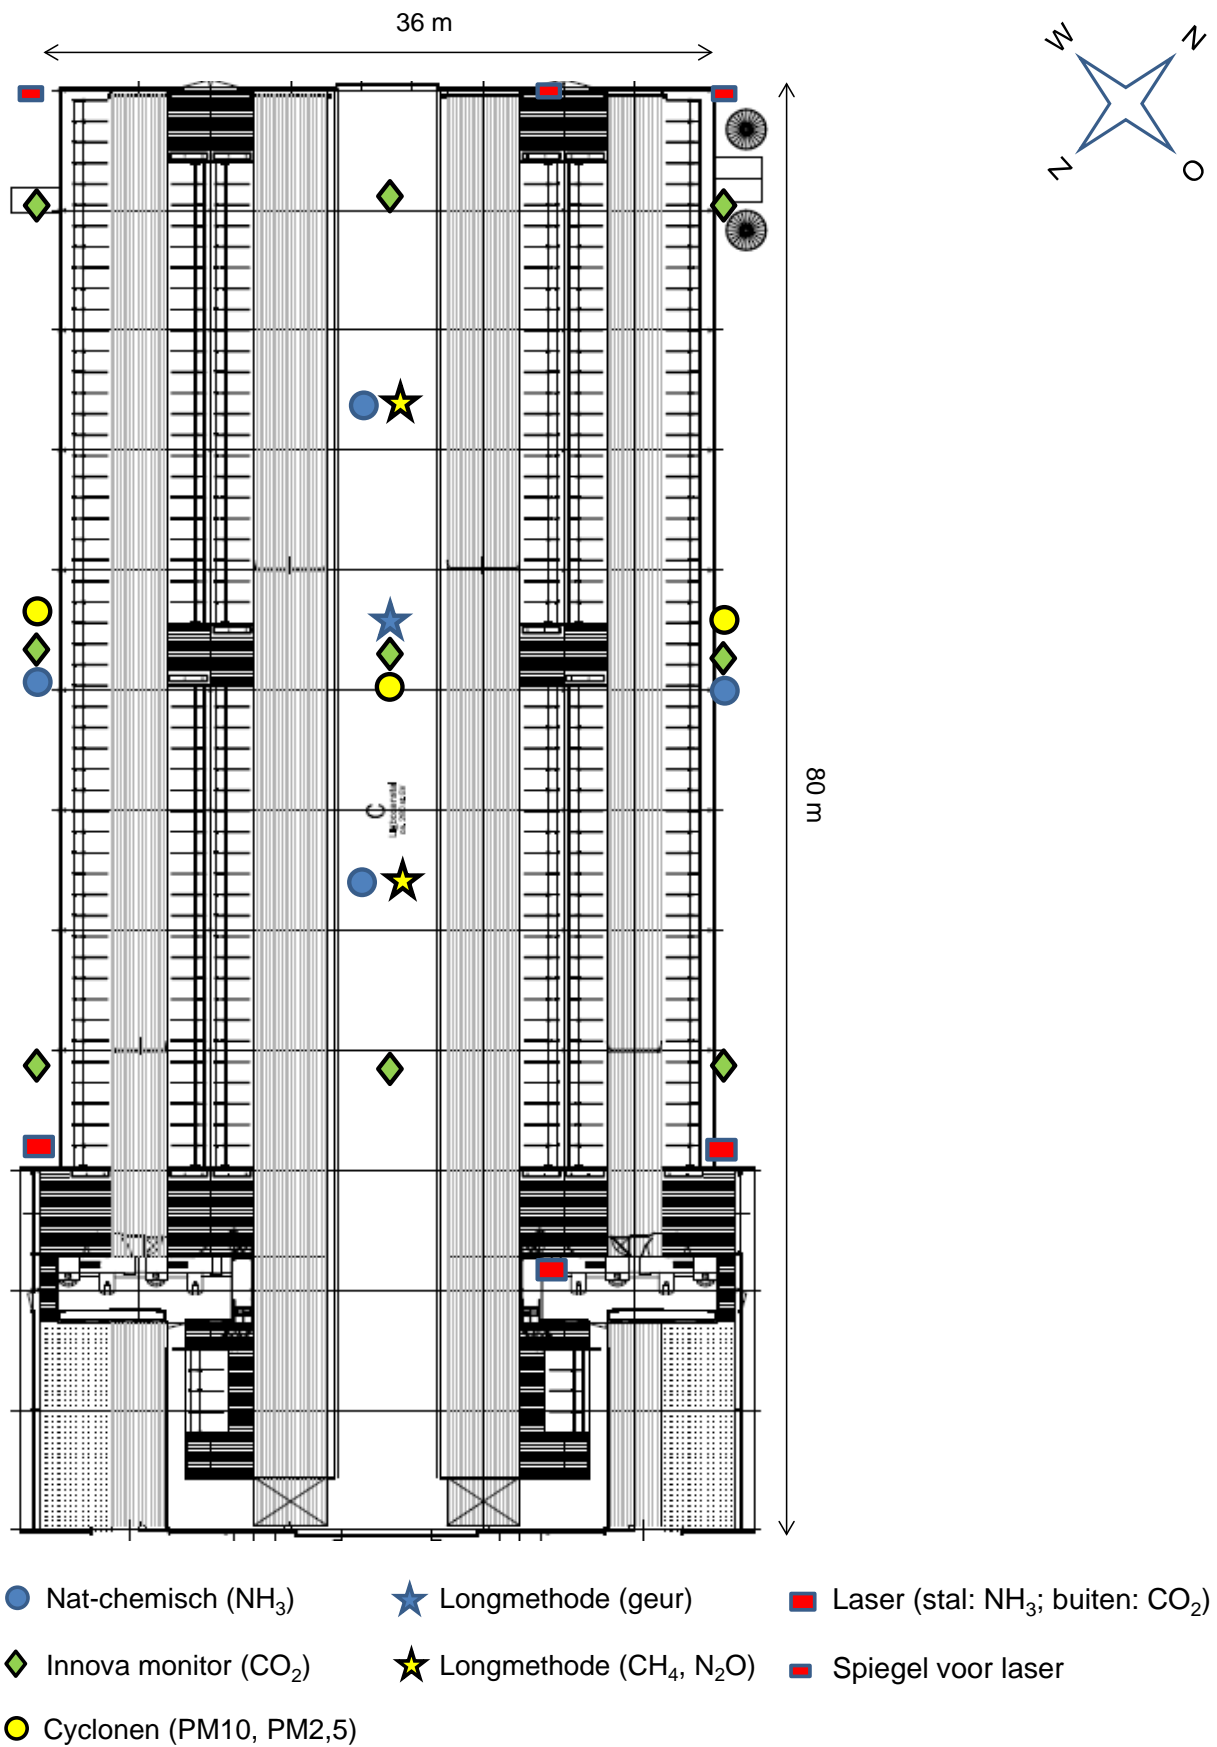 36 m
W
N
Z
O
80 m
C
Nat-chemisch (NH₃)
Longmethode (geur)
Laser (stal: NH₃; buiten: CO₂)
Innova monitor (CO₂)
Longmethode (CH₄, N₂O)
Spiegel voor laser
Cyclonen (PM10, PM2,5)